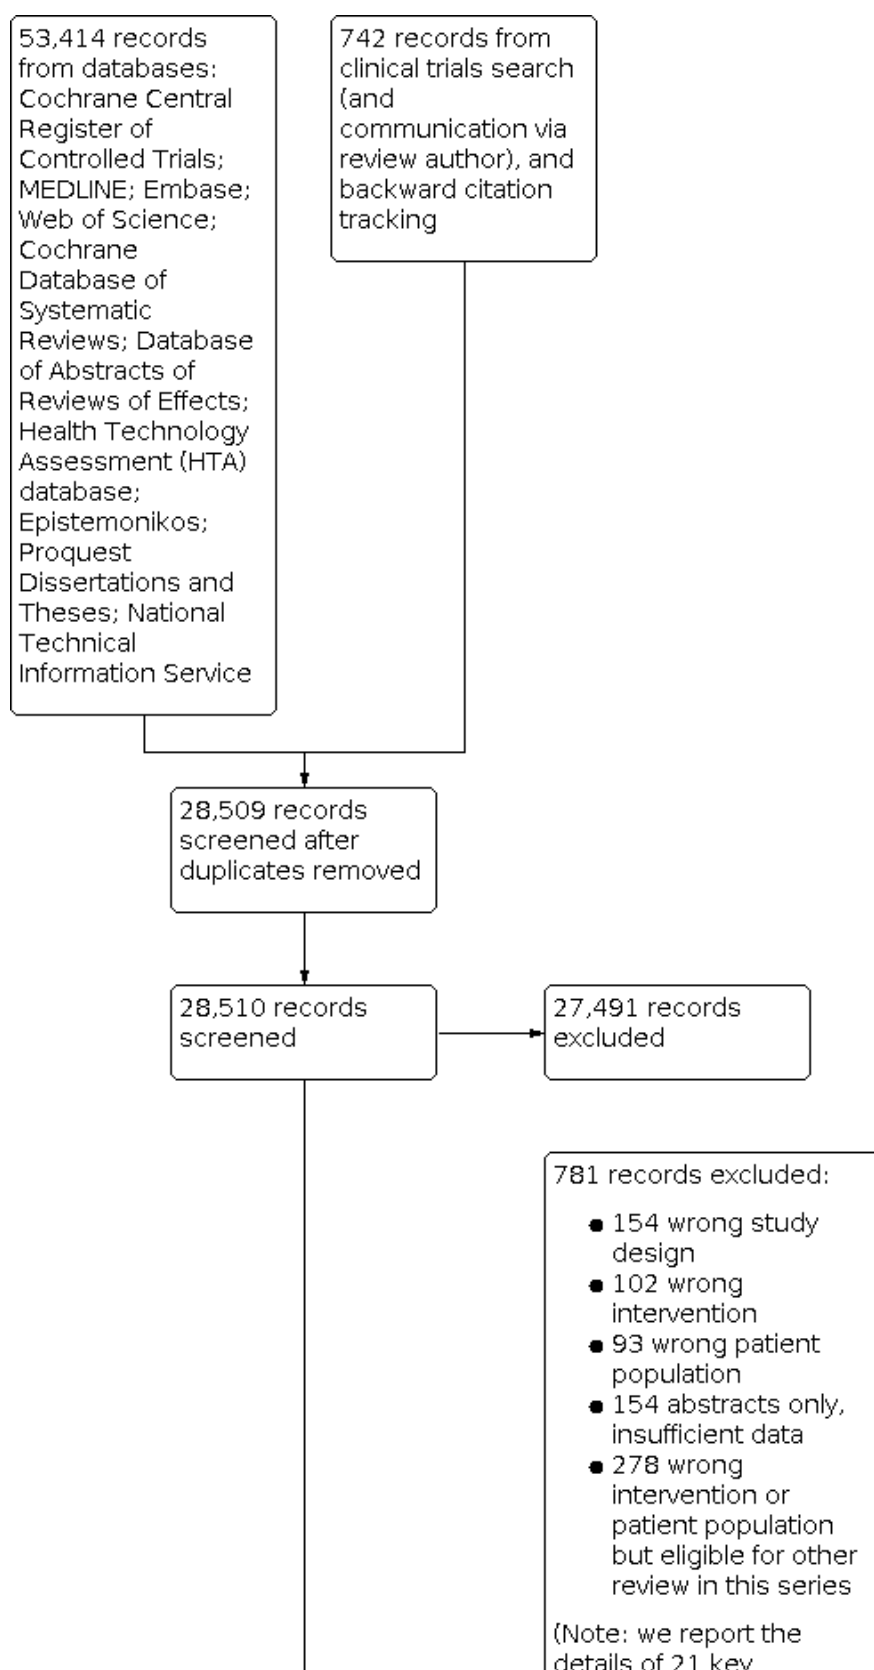 53,414 records
from databases:
Cochrane Central
Register of
Controlled Trials;
MEDLINE; Embase;
Web of Science;
Cochrane
Database of
Systematic
Reviews; Database
of Abstracts of
Reviews of Effects;
Health Technology
Assessment (HTA)
database;
Epistemonikos;
Proquest
Dissertations and
Theses; National
Technical
Information Service
742 records from
clinical trials search
(and
communication via
review author), and
backward citation
tracking
28,509 records
screened after
duplicates removed
28,510 records
screened
27,491 records
excluded
781 records excluded:
● 154 wrong study
design
● 102 wrong
intervention
● 93 wrong patient
population
● 154 abstracts only,
insufficient data
● 278 wrong
intervention or
patient population
but eligible for other
review in this series
(Note: we report the
details of 21 key